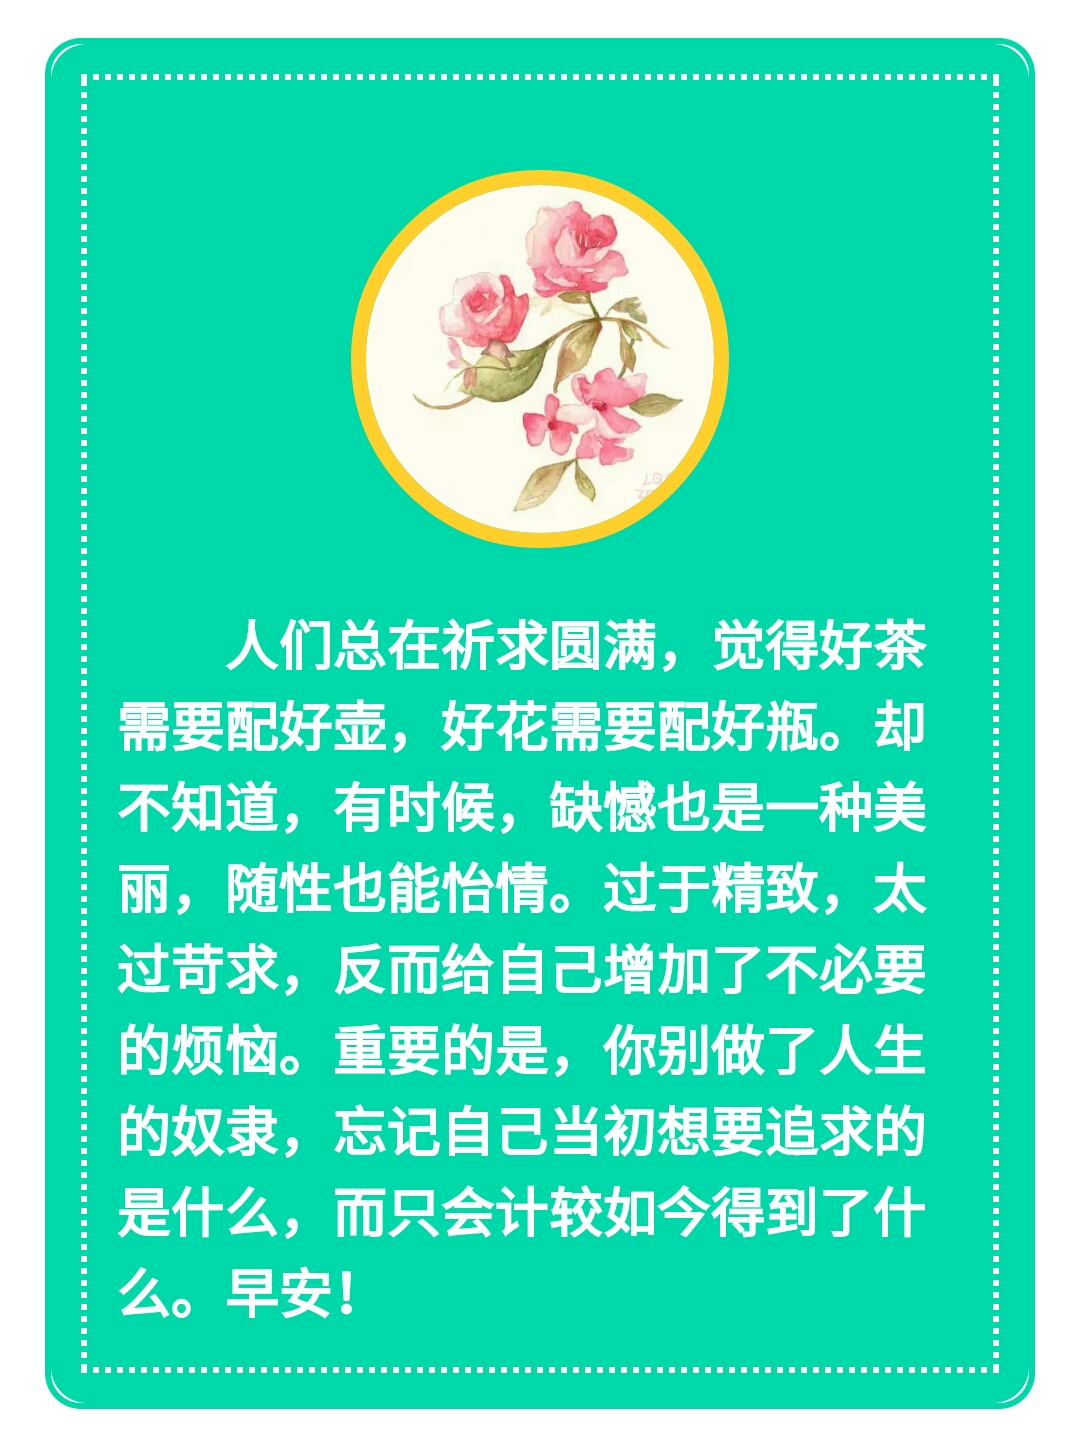 人们总在祈求圆满，觉得好茶
需要配好壶，好花需要配好瓶。却
不知道，有时候，缺憾也是一种美
丽，随性也能怡情。过于精致，太
过苛求，反而给自己增加了不必要
的烦恼。重要的是，你别做了人生
的奴隶，忘记自己当初想要追求的
是什么，而只会计较如今得到了什
么。早安！